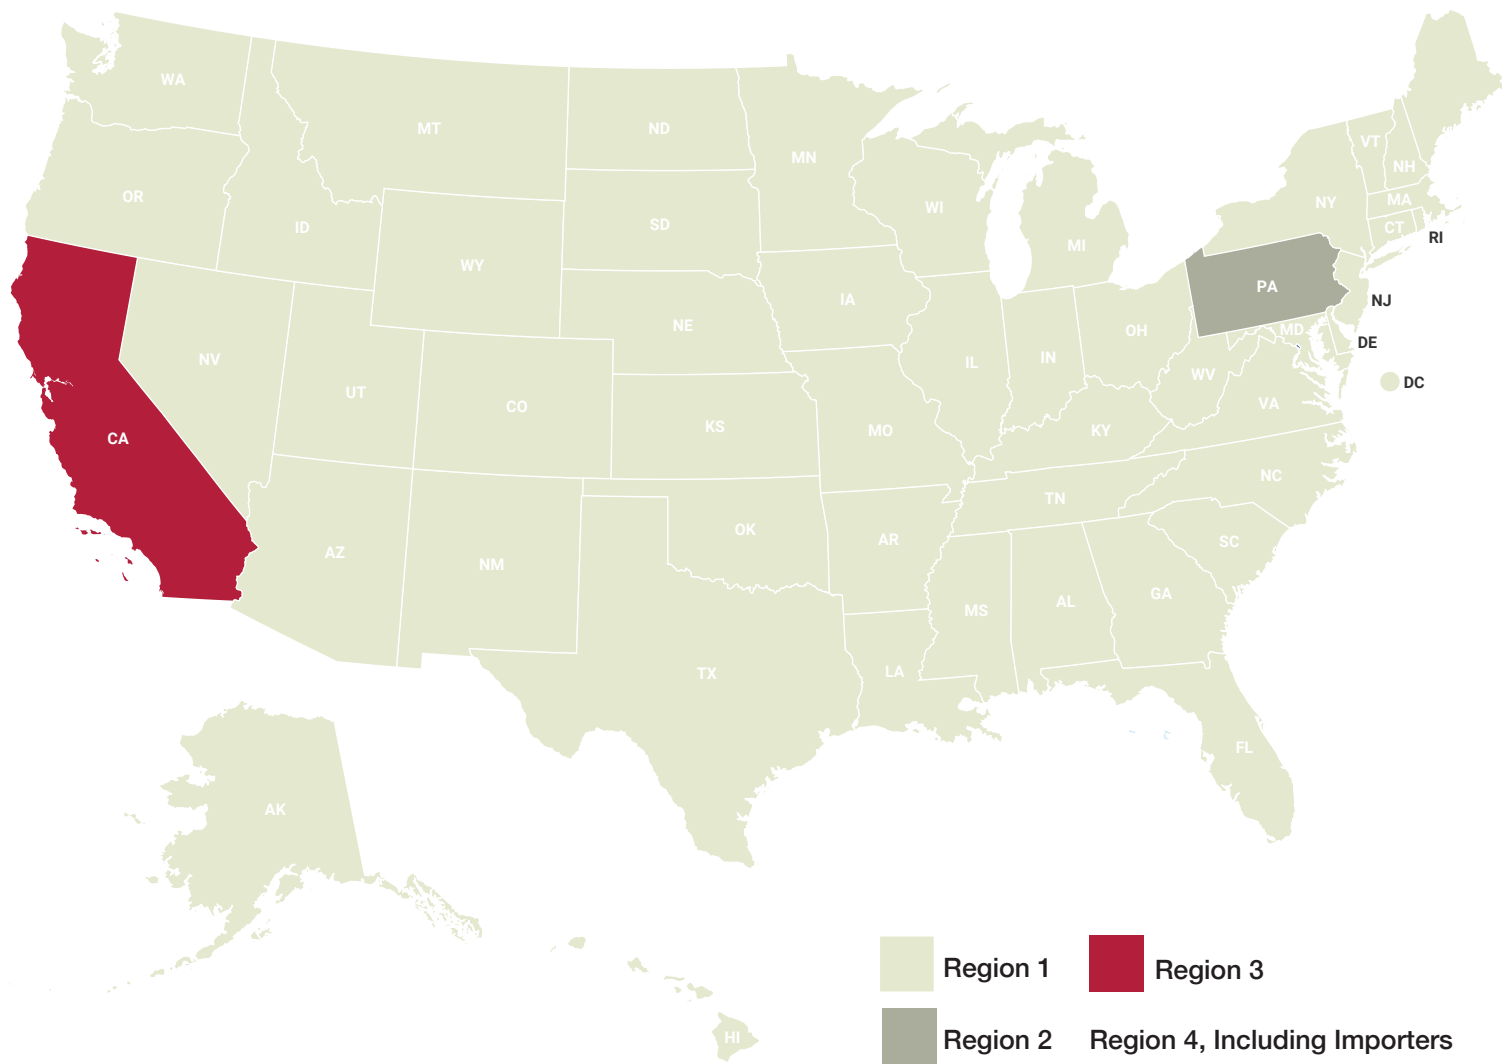 WA
MT
ND
MN
VT
NH
OR
ID
SD
WI
NY
MA
CT
RI
MI
WY
PA
NJ
IA
NE
OH
MD
DE
NV
IN
IL
WV
DC
UT
CO
VA
KS
MO
KY
CA
NC
TN
OK
AR
SC
AZ
NM
GA
AL
MS
TX
LA
FL
AK
Region 1
Region 3
HI
Region 2
Region 4, Including Importers